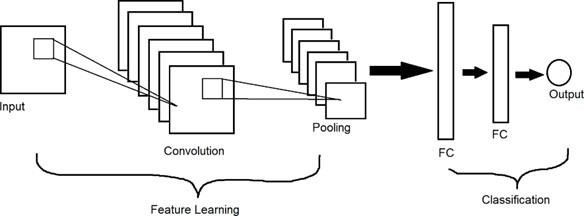 Input
Convolution
Pooling
FC
FC
Output
Feature Learning
Classification